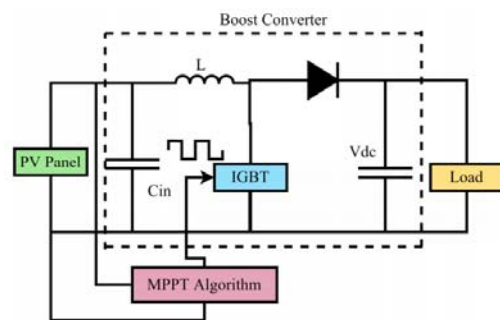 Boost Converter
L
PV Panel
Cin
IGBT
Vdc
Load
MPPT Algorithm